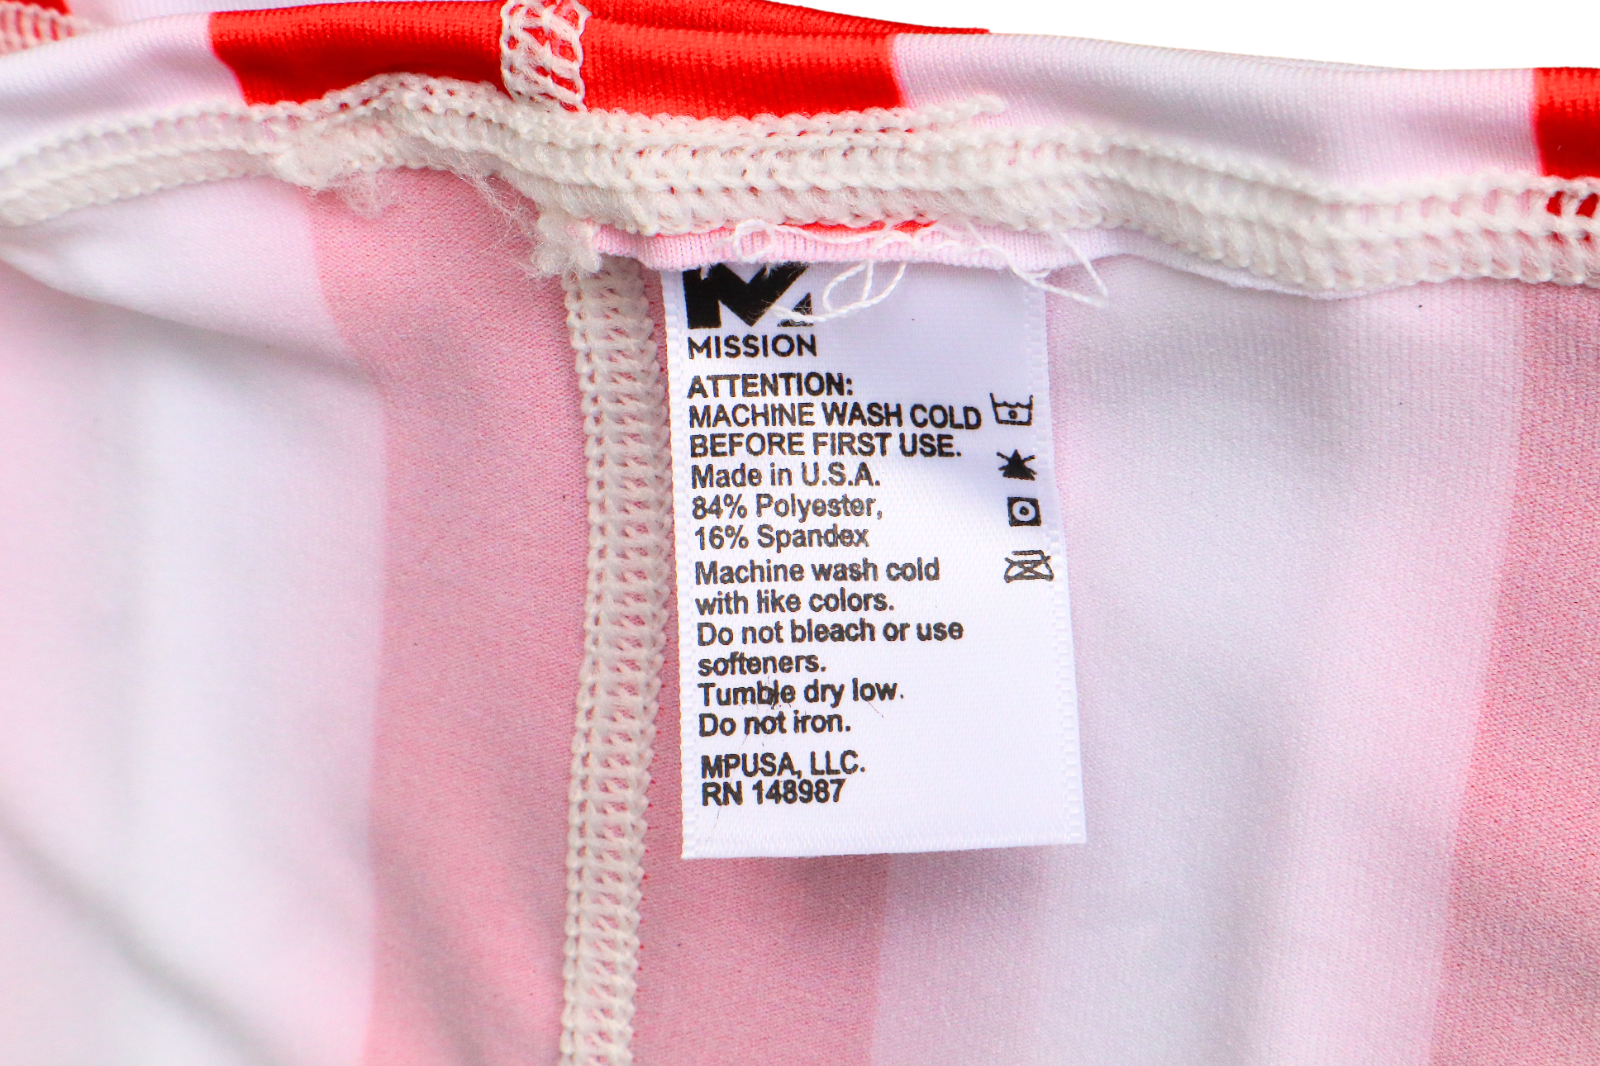 MISSION
ATTENTION:
MACHINE WASH COLD
BEFORE FIRST USE.
Made in U.S.A.
84% Polyester,
16% Spandex
Machine wash cold
with like colors.
Do not bleach or use
softeners.
Tumble dry low.
Do not iron.
MPUSA, LLC.
RN 148987